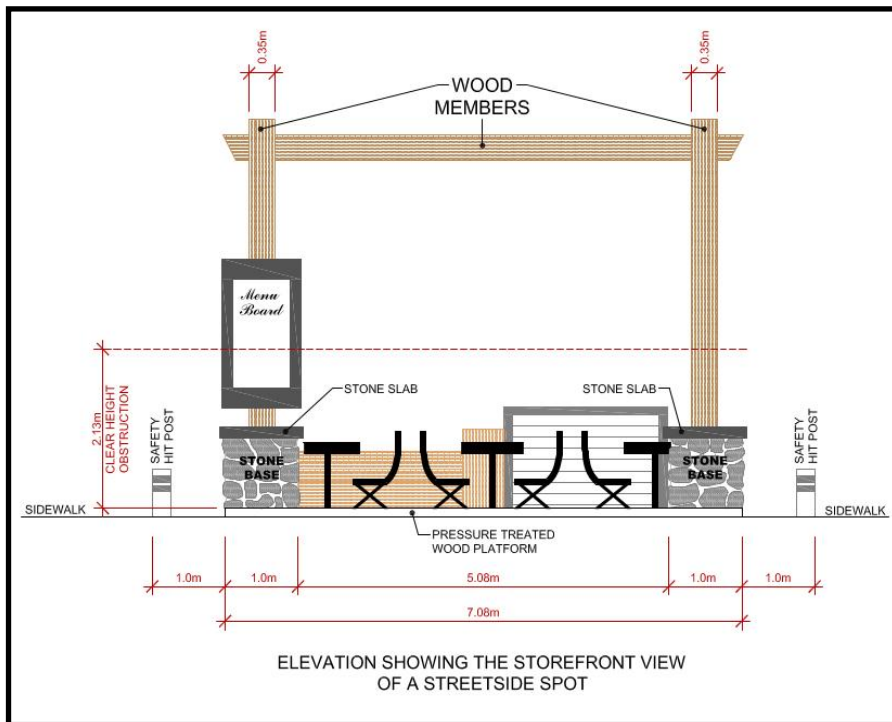 0.35m
0.35m
WOOD
MEMBERS
Menu
Board
STONE SLAB
STONE SLAB
2.13m
CLEAR HEIGHT
OBSTRUCTION
SAFETY
HIT POST
SAFETY
HIT POST
STONE
BASE
STONE
BASE
SIDEWALK
SIDEWALK
PRESSURE TREATED
WOOD PLATFORM
1.0m
1.0m
5.08m
1.0m
1.0m
7.08m
ELEVATION SHOWING THE STOREFRONT VIEW
OF A STREETSIDE SPOT